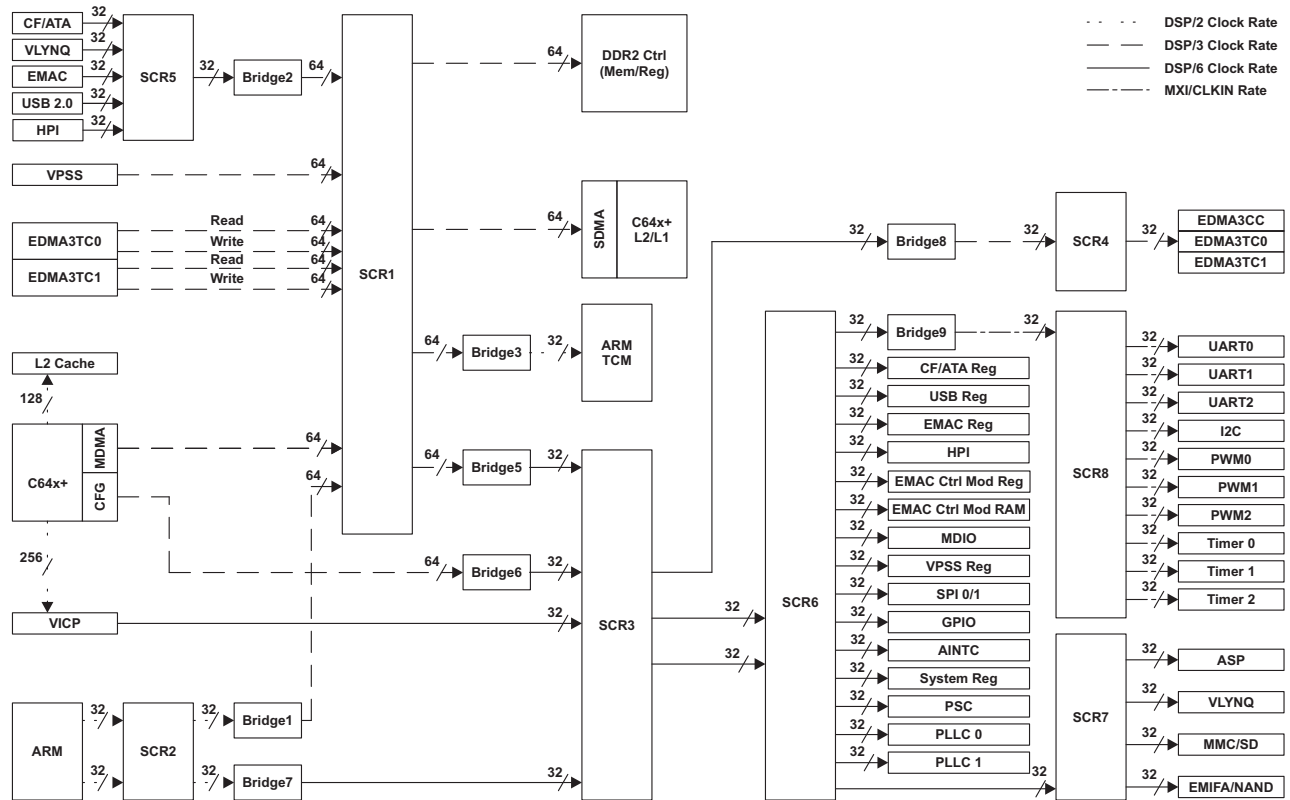 CF/ATA
32
VLYNQ
32
EMAC
32
USB 2.0
32
HPI
32
SCR5
32
Bridge2
64
VPSS
64
EDMA3TC0
EDMA3TC1
Read
64
Write
64
Read
64
Write
64
SCR1
L2 Cache
128
C64x+
MDMA
CFG
64
64
256
VICP
ARM
32
32
SCR2
32
32
Bridge1
Bridge7
64
DDR2 Ctrl
(Mem/Reg)
64
SDMA
C64x+
L2/L1
64
Bridge3
32
ARM
TCM
64
Bridge5
32
64
Bridge6
32
32
32
SCR3
32
32
32
Bridge8
32
SCR4
32
EDMA3CC
EDMA3TC0
EDMA3TC1
SCR6
32
Bridge9
32
32
CF/ATA Reg
32
USB Reg
32
EMAC Reg
32
HPI
32
EMAC Ctrl Mod Reg
32
EMAC Ctrl Mod RAM
32
MDIO
32
VPSS Reg
32
SPI 0/1
32
GPIO
32
AINTC
32
System Reg
32
PSC
32
PLLC 0
32
PLLC 1
32
SCR8
32
UART0
32
UART1
32
UART2
32
I2C
32
PWM0
32
PWM1
32
PWM2
32
Timer 0
32
Timer 1
32
Timer 2
SCR7
32
ASP
32
VLYNQ
32
MMC/SD
32
EMIFA/NAND
DSP/2 Clock Rate
DSP/3 Clock Rate
DSP/6 Clock Rate
MXI/CLKIN Rate